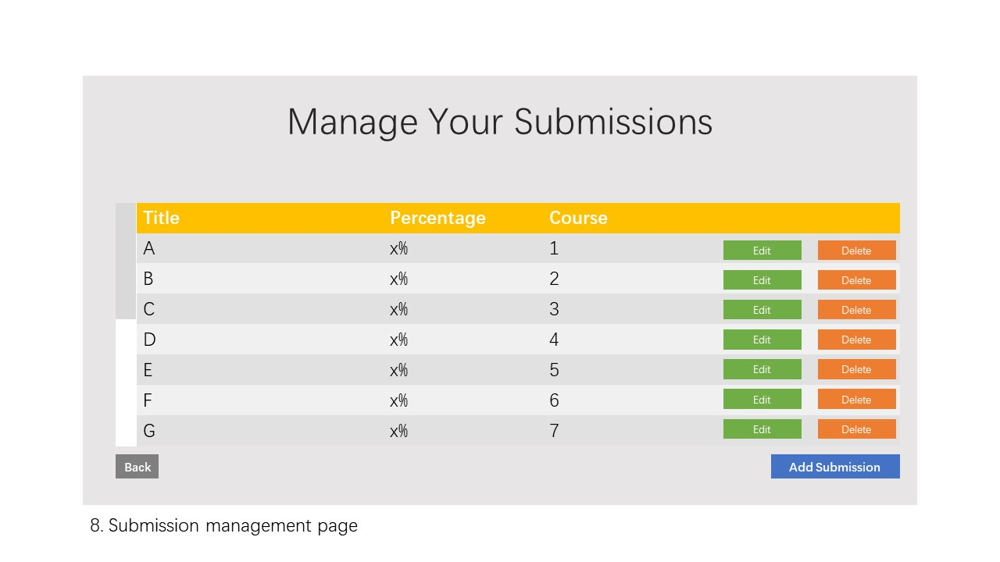 Manage Your Submissions
Title Percentage Course
A x% 1 Edit Delete
B x% 2 Edit Delete
C x% 3 Edit Delete
D x% 4 Edit Delete
E x% 5 Edit Delete
F x% 6 Edit Delete
G x% 7 Edit Delete
Back Add Submission
8. Submission management page